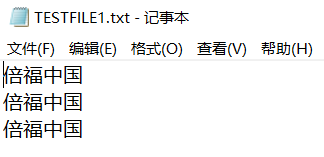 TESTFILE1.txt - 记事本
文件(F) 编辑(E) 格式(O) 查看(V) 帮助(H)
倍福中国
倍福中国
倍福中国